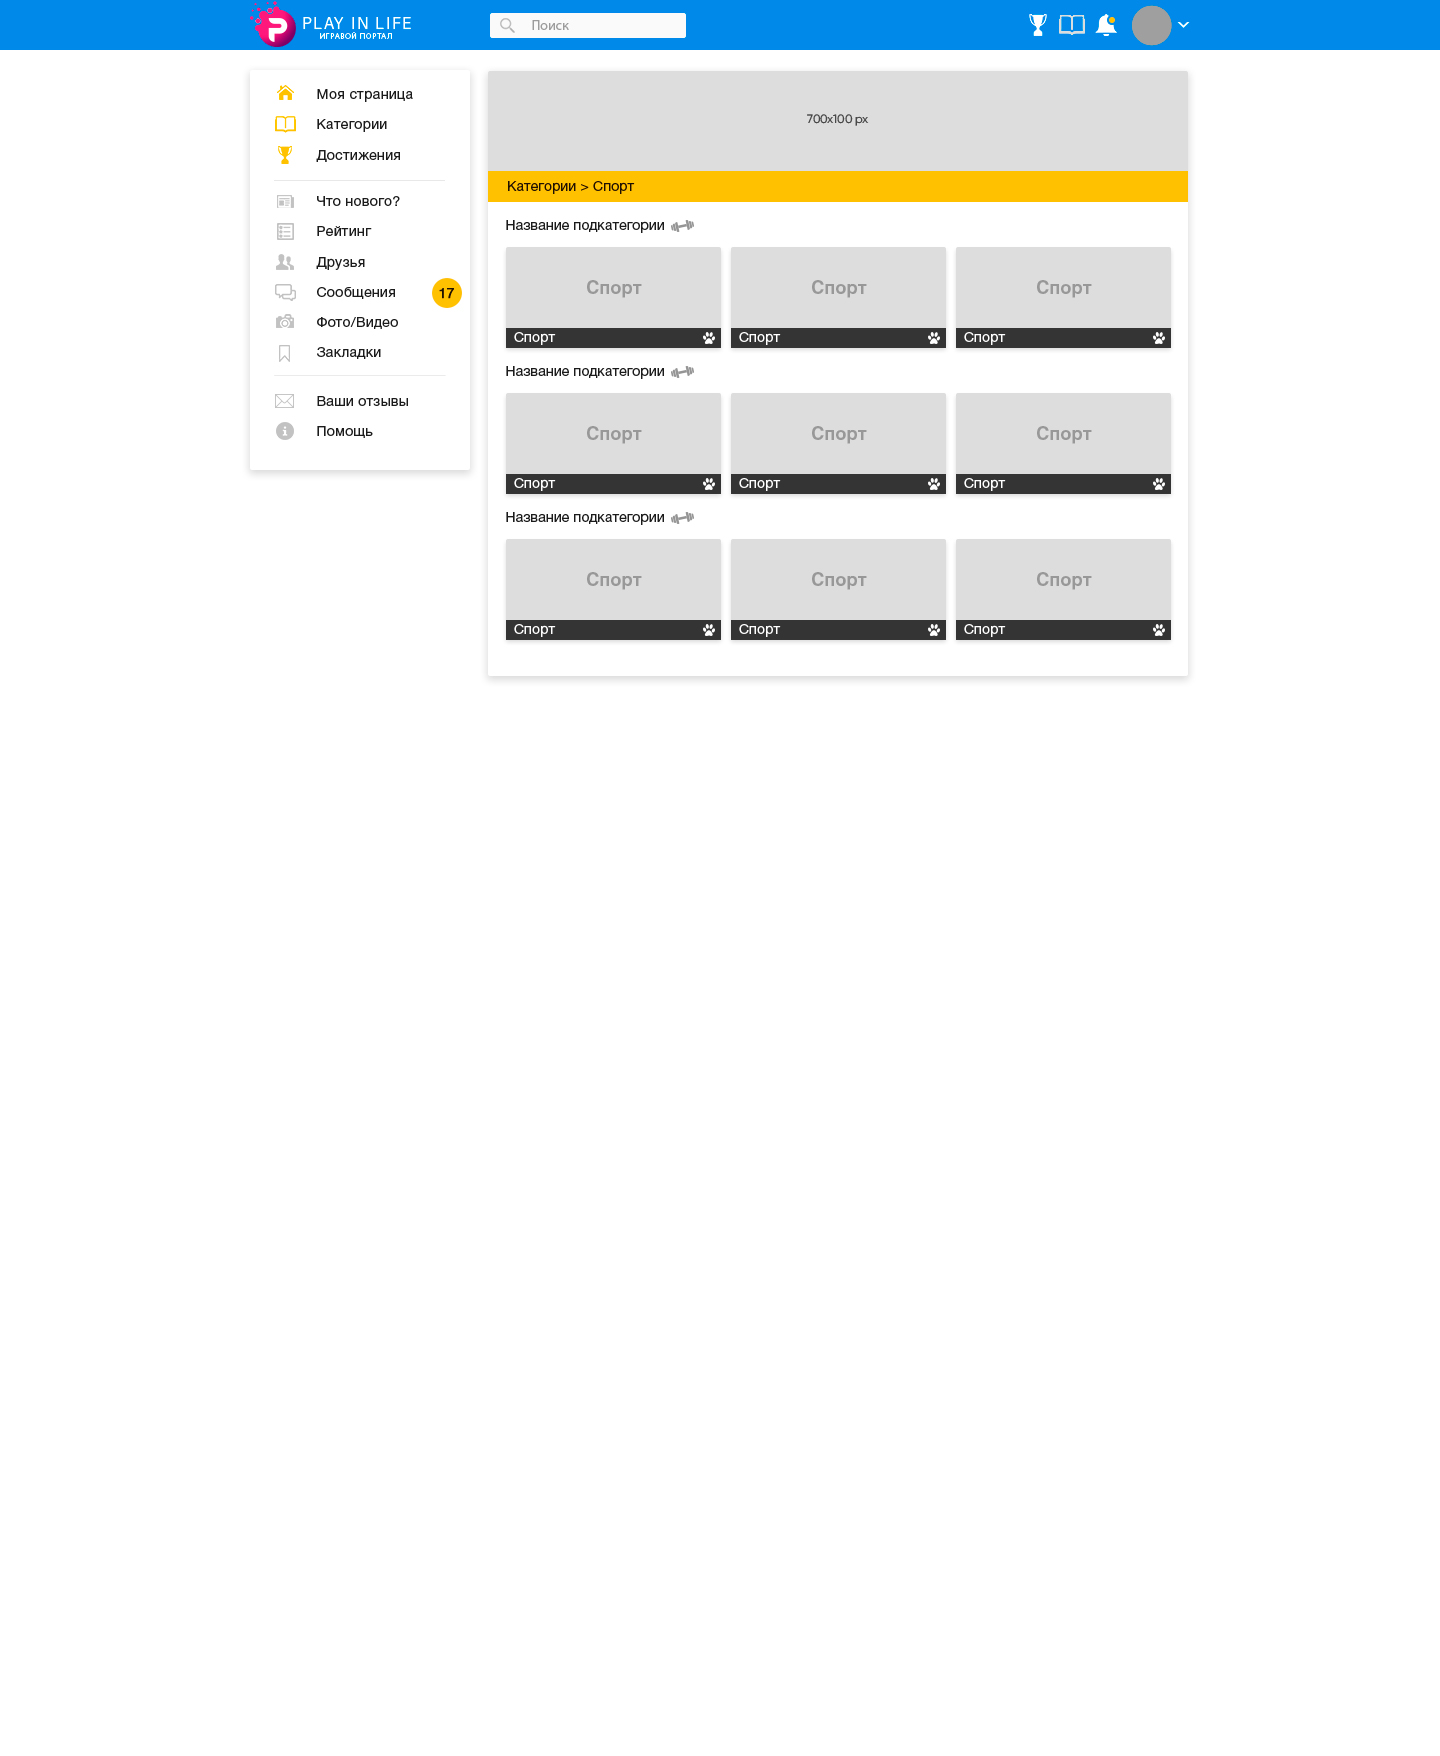 PLAY IN LIFE
ИГРАВОЙ ПОРТАЛ
Поиск
Моя страница
Категории
Достижения
Что нового?
Рейтинг
Друзья
Сообщения 17
Фото/Видео
Закладки
Ваши отзывы
Помощь
700x100 px
Категории > Спорт
Название подкатегории
Спорт Спорт Спорт
Спорт Спорт Спорт
Название подкатегории
Спорт Спорт Спорт
Спорт Спорт Спорт
Название подкатегории
Спорт Спорт Спорт
Спорт Спорт Спорт